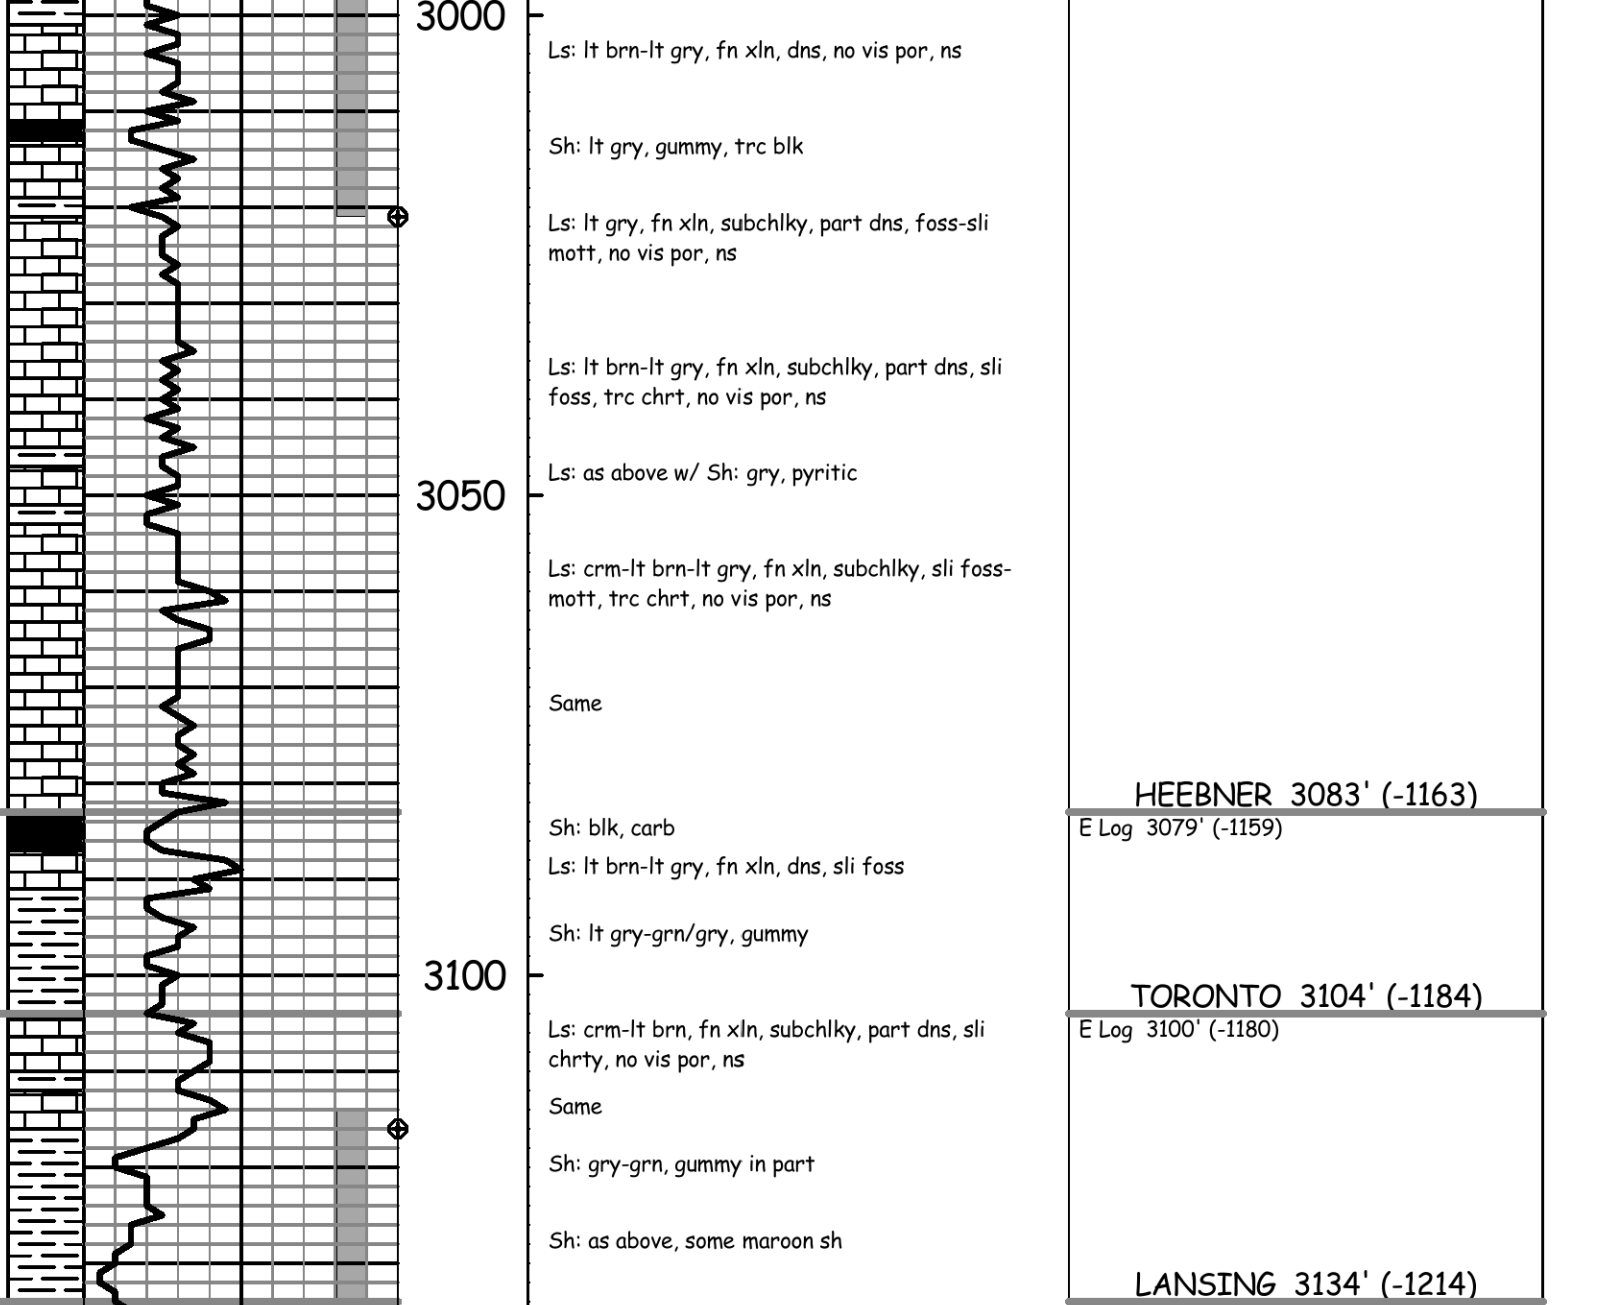 3000
Ls: lt brn-lt gry, fn xln, dns, no vis por, ns
Sh: lt gry, gummy, trc blk
Ls: lt gry, fn xln, subchlky, part dns, foss-sli
mott, no vis por, ns
Ls: lt brn-lt gry, fn xln, subchlky, part dns, sli
foss, trc chrt, no vis por, ns
Ls: as above w/ Sh: gry, pyritic
3050
Ls: crm-lt brn-lt gry, fn xln, subchlky, sli foss-
mott, trc chrt, no vis por, ns
Same
HEEBNER 3083' (-1163)
Sh: blk, carb
E Log 3079' (-1159)
Ls: lt brn-lt gry, fn xln, dns, sli foss
Sh: lt gry-grn/gry, gummy
3100
TORONTO 3104' (-1184)
Ls: crm-lt brn, fn xln, subchlky, part dns, sli
chrty, no vis por, ns
E Log 3100' (-1180)
Same
Sh: gry-grn, gummy in part
Sh: as above, some maroon sh
LANSING 3134' (-1214)